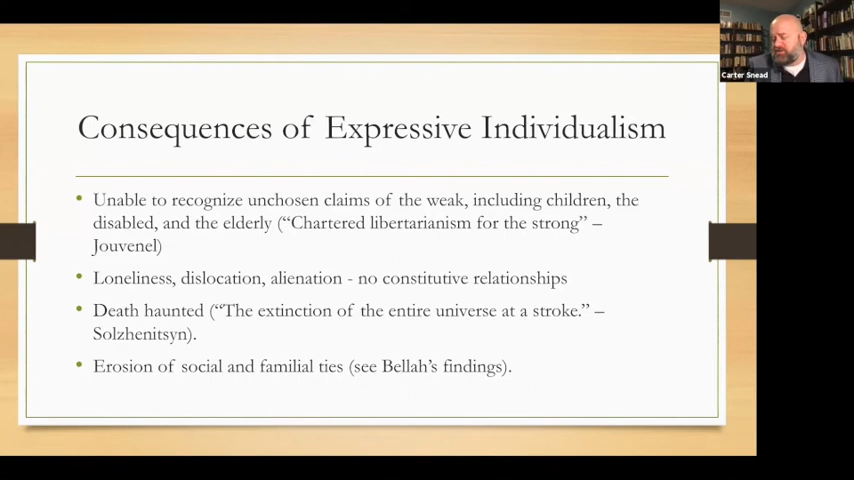 Carter Snead
Consequences of Expressive Individualism
• Unable to recognize unchosen claims of the weak, including children, the
disabled, and the elderly (“Chartered libertarianism for the strong” –
Jouvenel)
• Loneliness, dislocation, alienation - no constitutive relationships
• Death haunted (“The extinction of the entire universe at a stroke.” –
Solzhenitsyn).
• Erosion of social and familial ties (see Bellah’s findings).